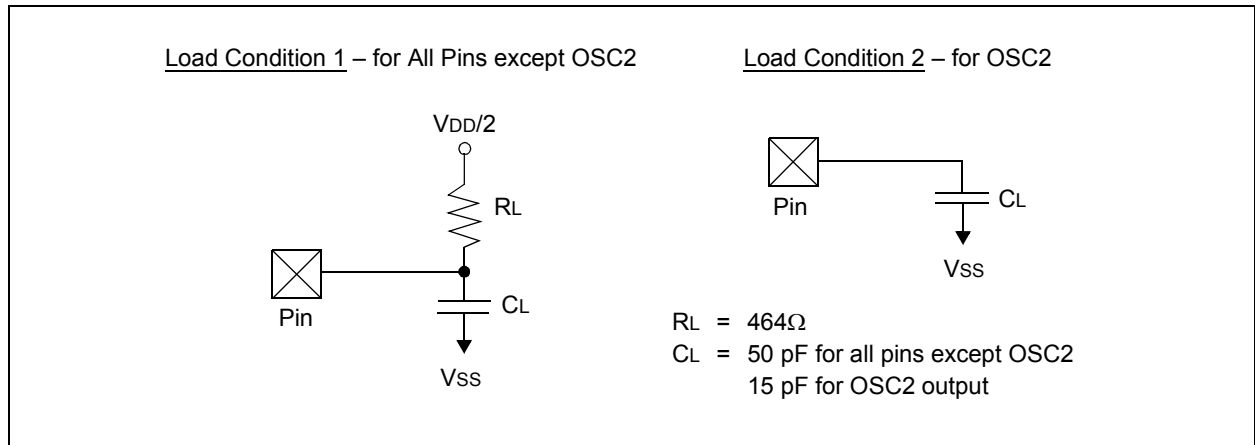 Load Condition 1 – for All Pins except OSC2
Load Condition 2 – for OSC2
VDD/2
RL
Pin
CL
VSS
Pin
CL
VSS
RL = 464Ω
CL = 50 pF for all pins except OSC2
15 pF for OSC2 output